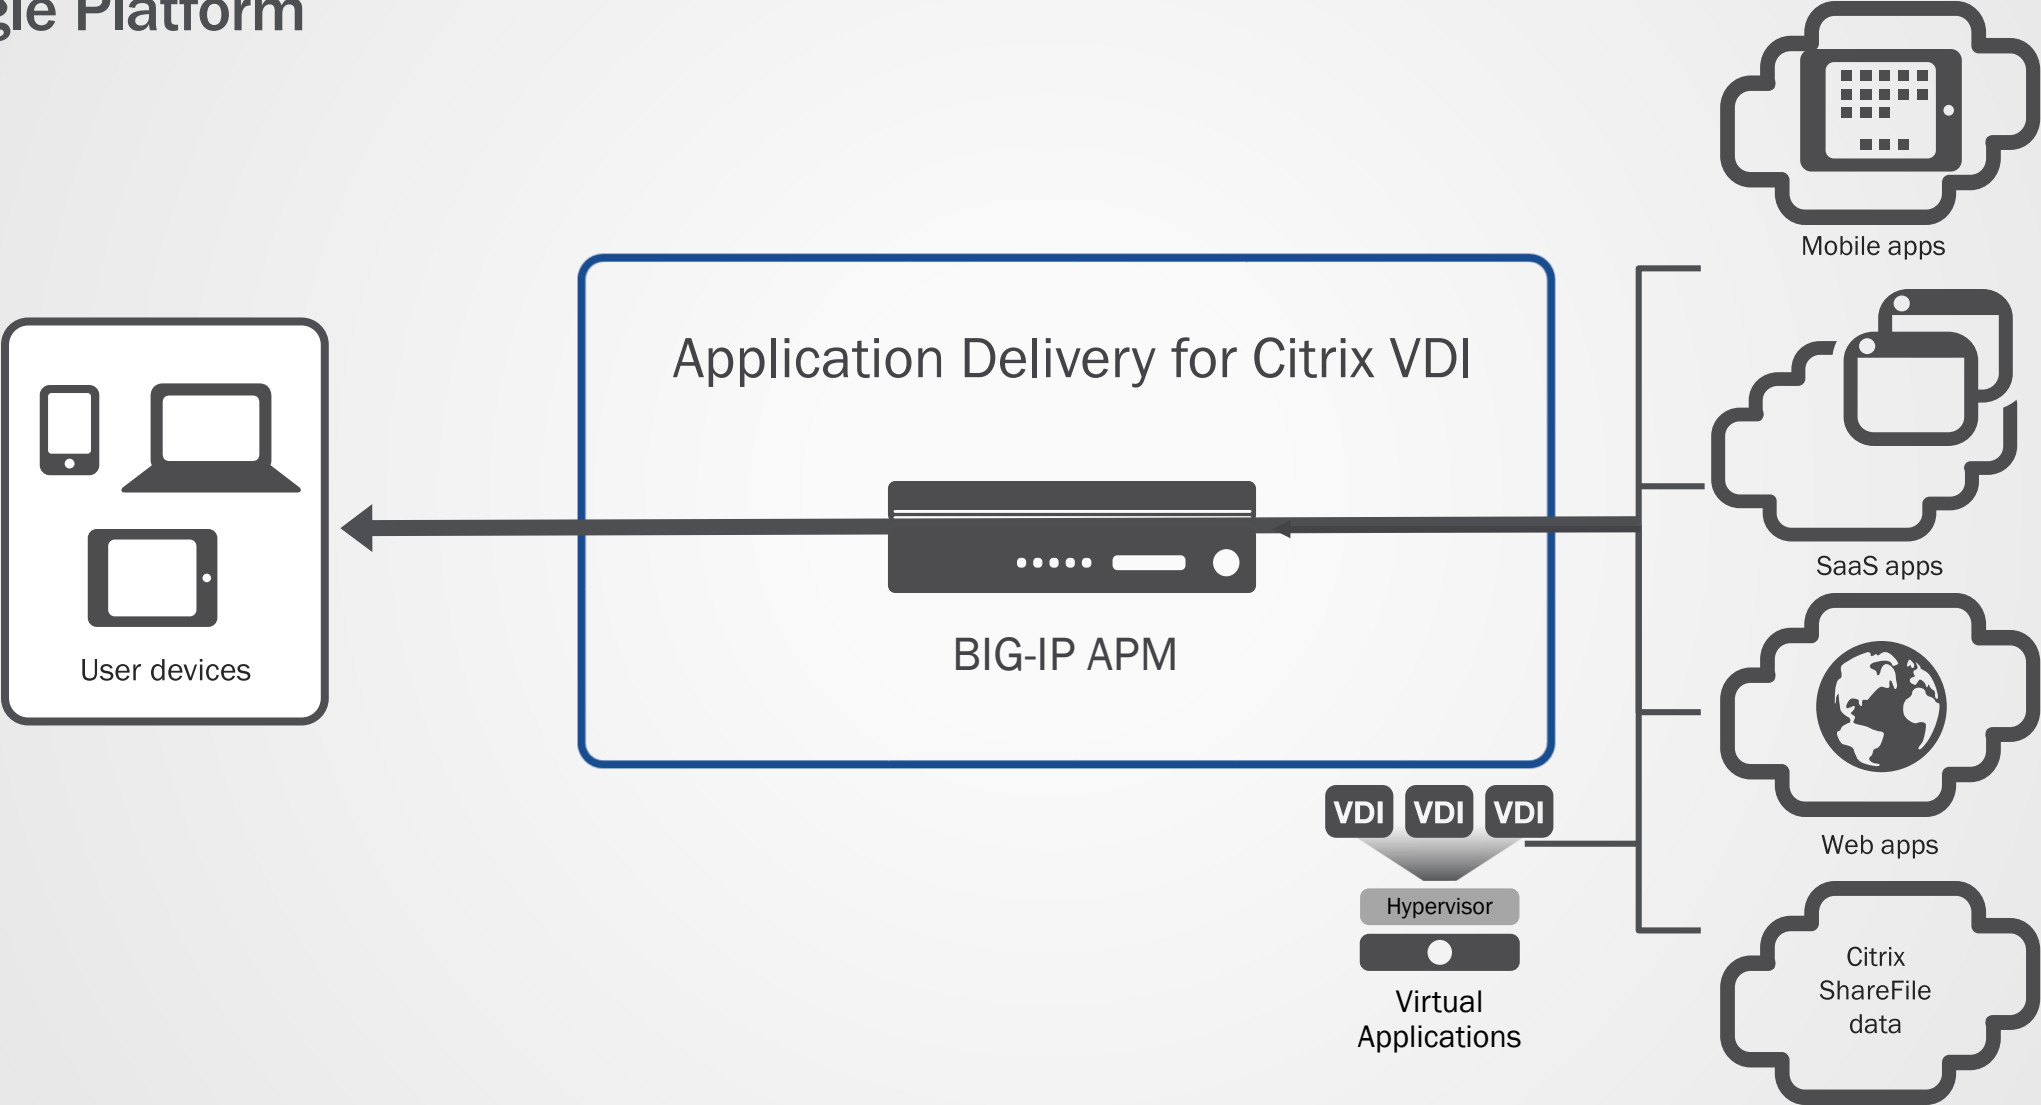 Platform
Mobile apps
Application Delivery for Citrix VDI
SaaS apps
BIG-IP APM
User devices
VDI VDI VDI
Web apps
Hypervisor
Citrix
ShareFile
data
Virtual
Applications